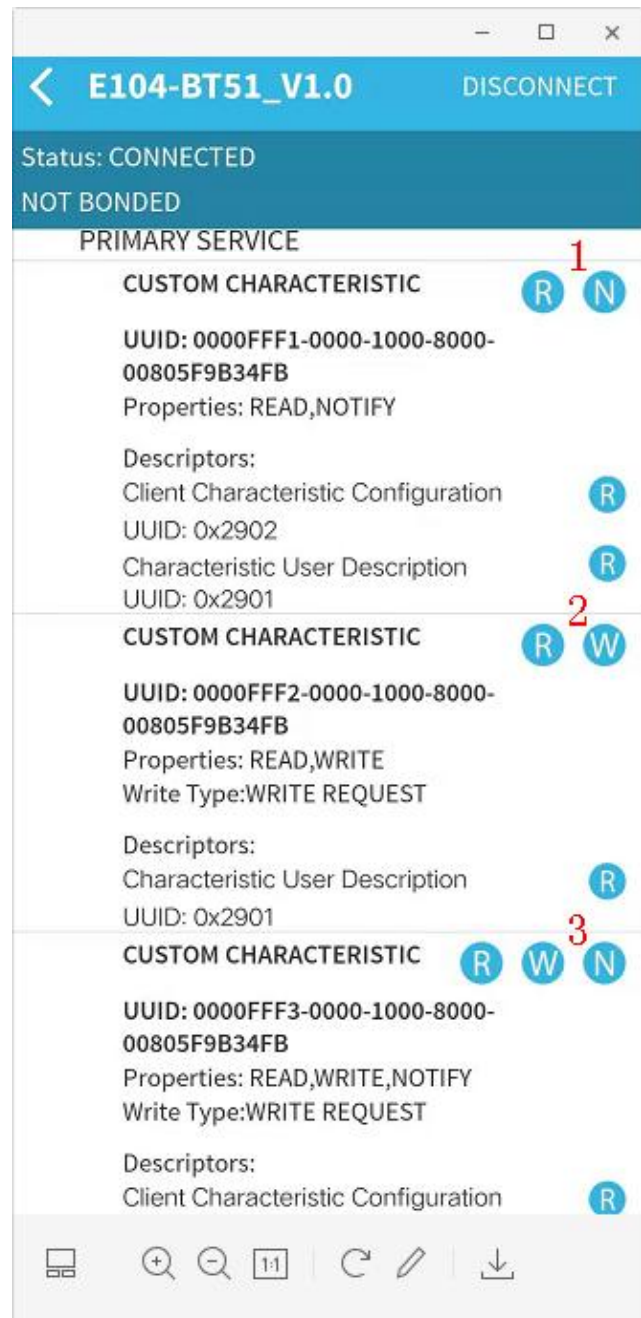 E104-BT51_V1.0 DISCONNECT
Status: CONNECTED
NOT BONDED
PRIMARY SERVICE
1
CUSTOM CHARACTERISTIC R N
UUID: 0000FFF1-0000-1000-8000-
00805F9B34FB
Properties: READ,NOTIFY
Descriptors:
Client Characteristic Configuration R
UUID: 0x2902
Characteristic User Description R
UUID: 0x2901
2
CUSTOM CHARACTERISTIC R W
UUID: 0000FFF2-0000-1000-8000-
00805F9B34FB
Properties: READ,WRITE
Write Type:WRITE REQUEST
Descriptors:
Characteristic User Description R
UUID: 0x2901
3
CUSTOM CHARACTERISTIC R W N
UUID: 0000FFF3-0000-1000-8000-
00805F9B34FB
Properties: READ,WRITE,NOTIFY
Write Type:WRITE REQUEST
Descriptors:
Client Characteristic Configuration R
1:1